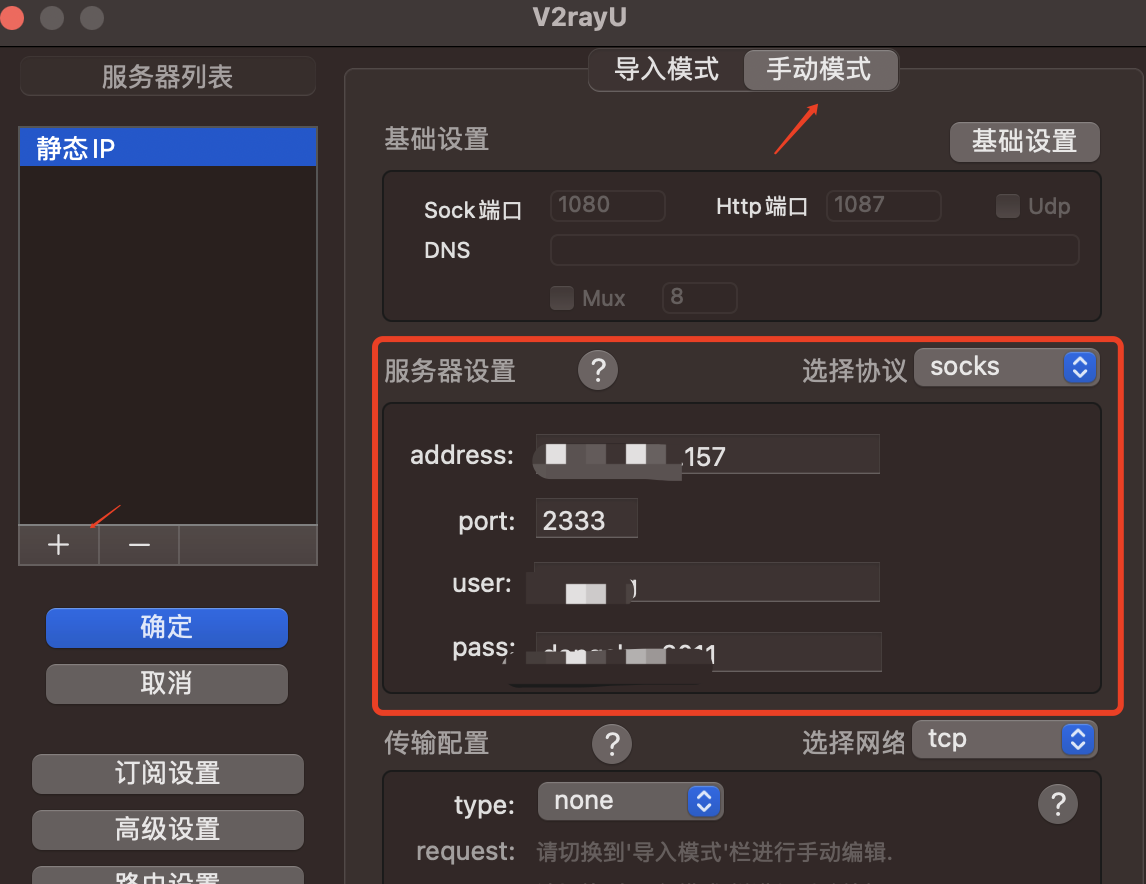 V2rayU
服务器列表
导入模式 手动模式
静态IP
基础设置 基础设置
Sock端口 1080 Http端口 1087 Udp
DNS
Mux 8
服务器设置 ? 选择协议 socks
address: .157
port: 2333
user:
pass:
+ −
确定
取消
传输配置 ? 选择网络 tcp
订阅设置
type: none ?
高级设置
request: 请切换到'导入模式'栏进行手动编辑.
路由设置